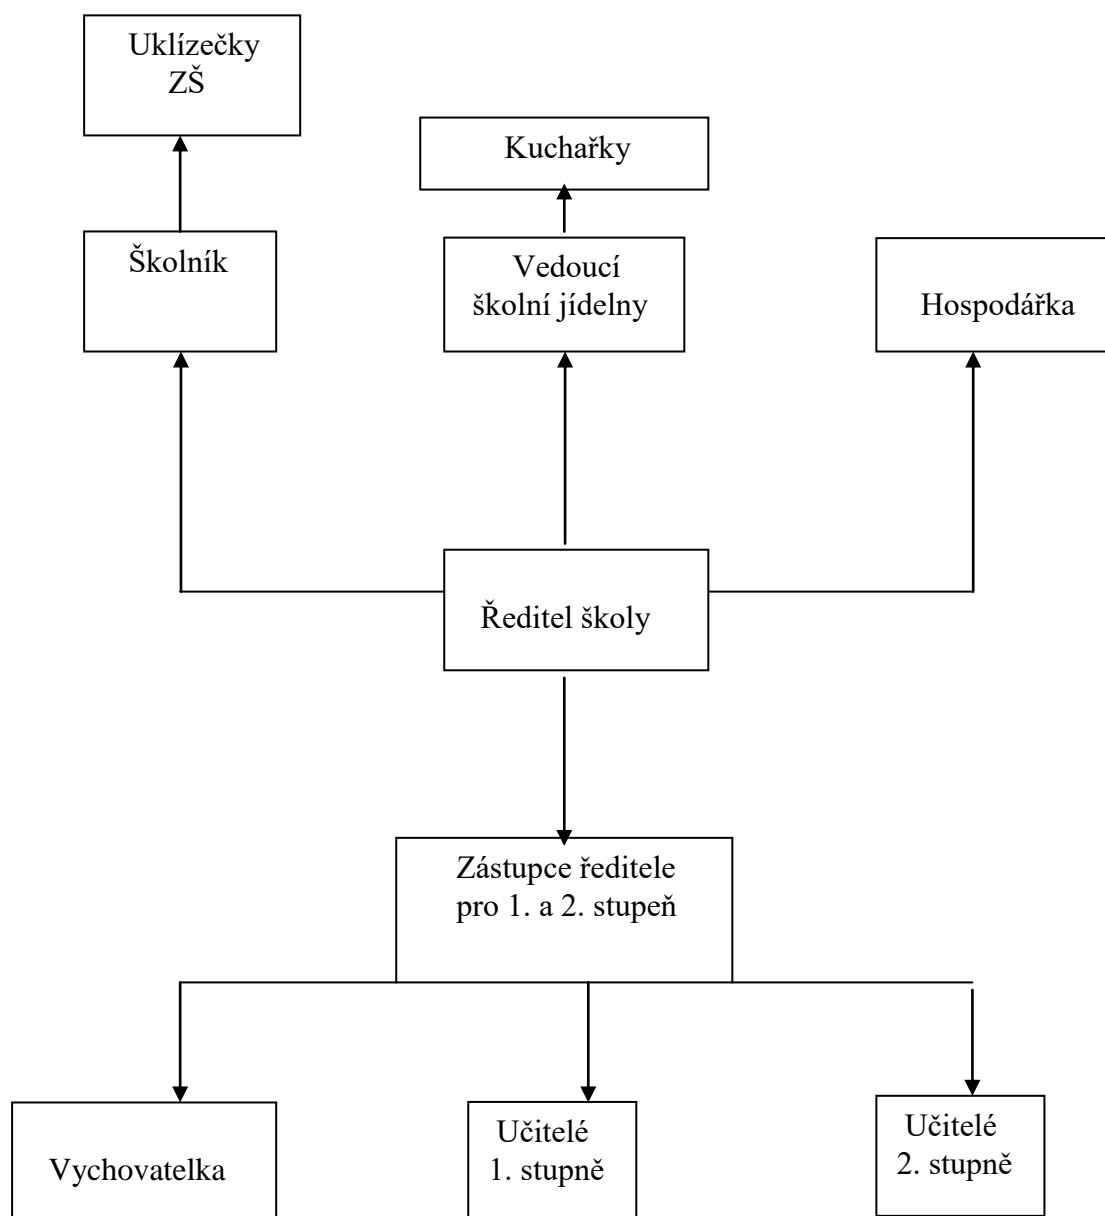 Uklízečky
ZŠ
Kuchařky
Školník
Vedoucí
školní jídelny
Hospodářka
Ředitel školy
Zástupce ředitele
pro 1. a 2. stupeň
Vychovatelka
Učitelé
1. stupně
Učitelé
2. stupně